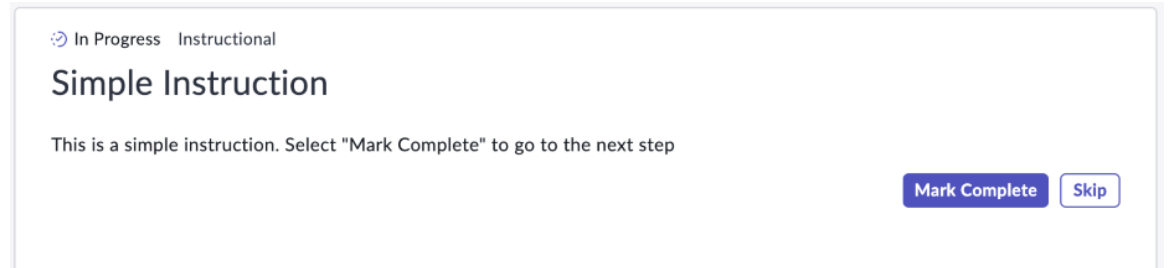 In Progress Instructional
Simple Instruction
This is a simple instruction. Select "Mark Complete" to go to the next step
Mark Complete Skip